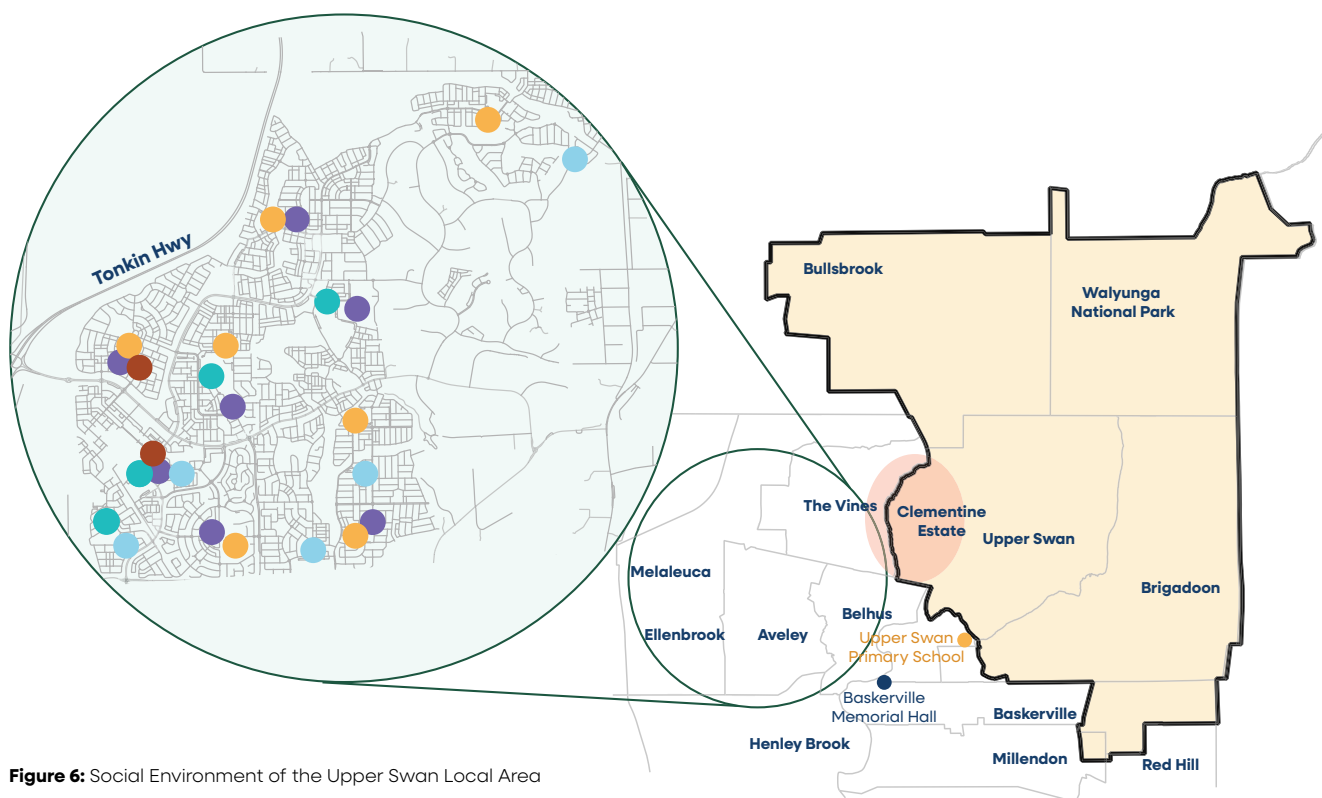 Tonkin Hwy
Bullsbrook
Walyunga
National Park
The Vines
Clementine
Estate
Upper Swan
Melaleuca
Brigadoon
Belhus
Ellenbrook
Aveley
Upper Swan
Primary School
Baskerville
Memorial Hall
Baskerville
Henley Brook
Millendon
Red Hill
Figure 6: Social Environment of the Upper Swan Local Area